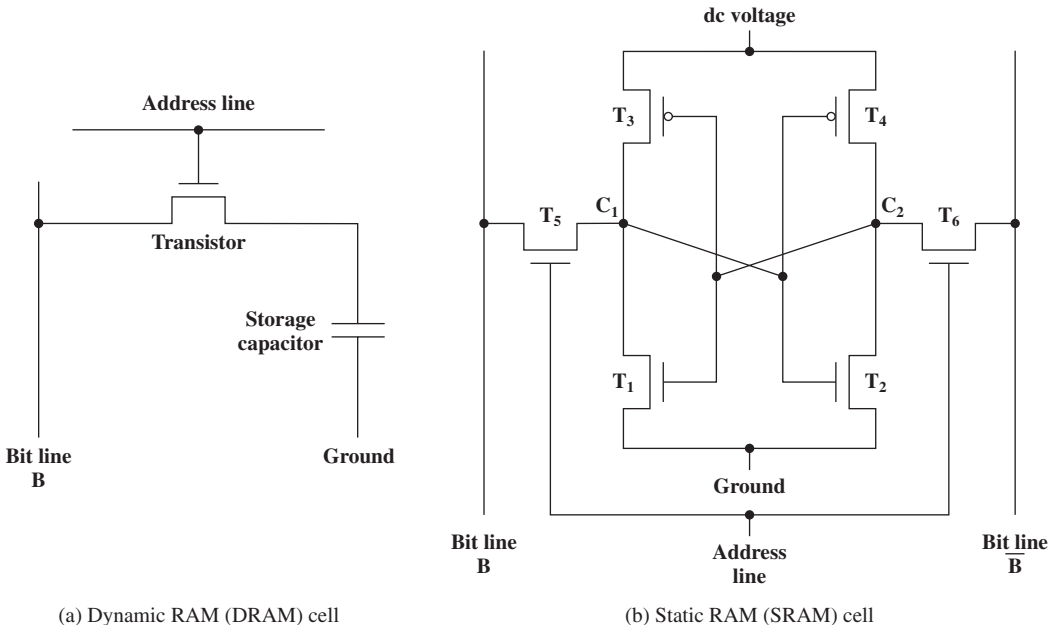 Address line
Transistor
Storage
capacitor
Bit line
B
Ground
(a) Dynamic RAM (DRAM) cell
dc voltage
T₃
T₄
T₅
C₁
C₂
T₆
T₁
T₂
Ground
Bit line
B
Address
line
Bit line
B̅
(b) Static RAM (SRAM) cell